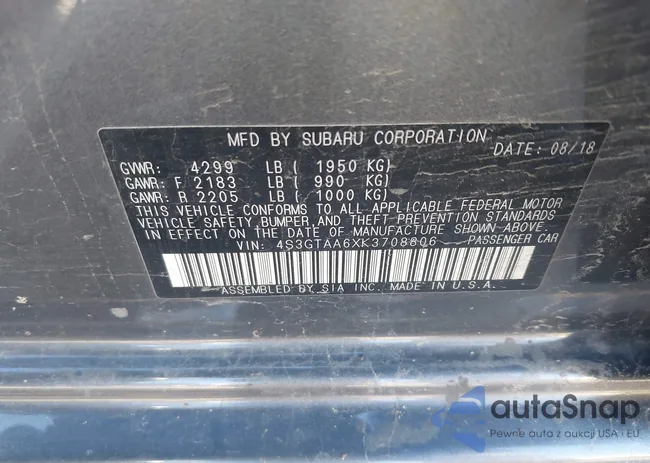 MFD BY SUBARU CORPORATION
DATE: 08/18
GVWR: 4299 LB ( 1950 KG)
GAWR: F 2183 LB ( 990 KG)
GAWR: R 2205 LB ( 1000 KG)
THIS VEHICLE CONFORMS TO ALL APPLICABLE FEDERAL MOTOR
VEHICLE SAFETY, BUMPER, AND THEFT PREVENTION STANDARDS
IN EFFECT ON THE DATE OF MANUFACTURE SHOWN ABOVE.
VIN: 4S3GTAA6XK3708806 PASSENGER CAR
ASSEMBLED BY SIA INC. MADE IN U.S.A.
autoSnap
Pewne auto z aukcji USA i EU